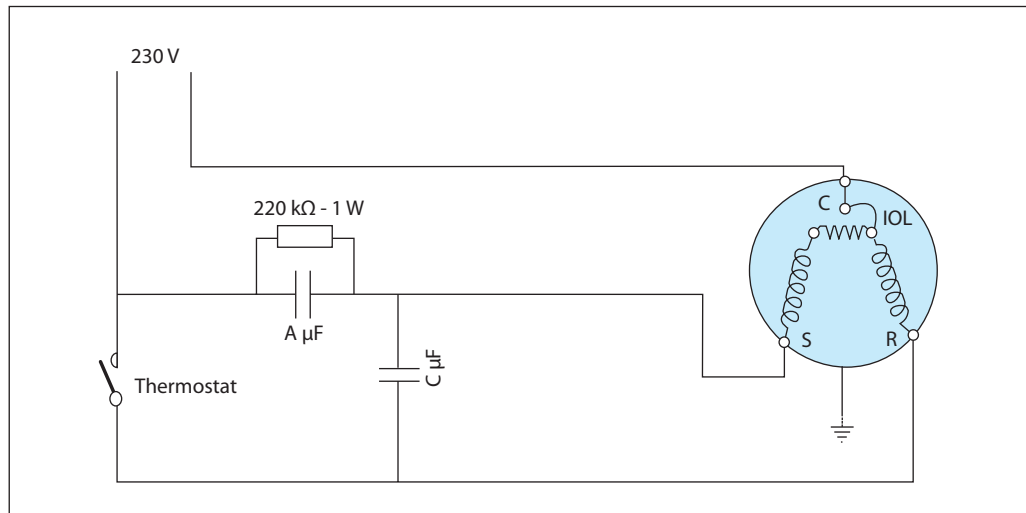 230 V
C
IOL
220 kΩ - 1 W
A µF
S
R
C µF
Thermostat